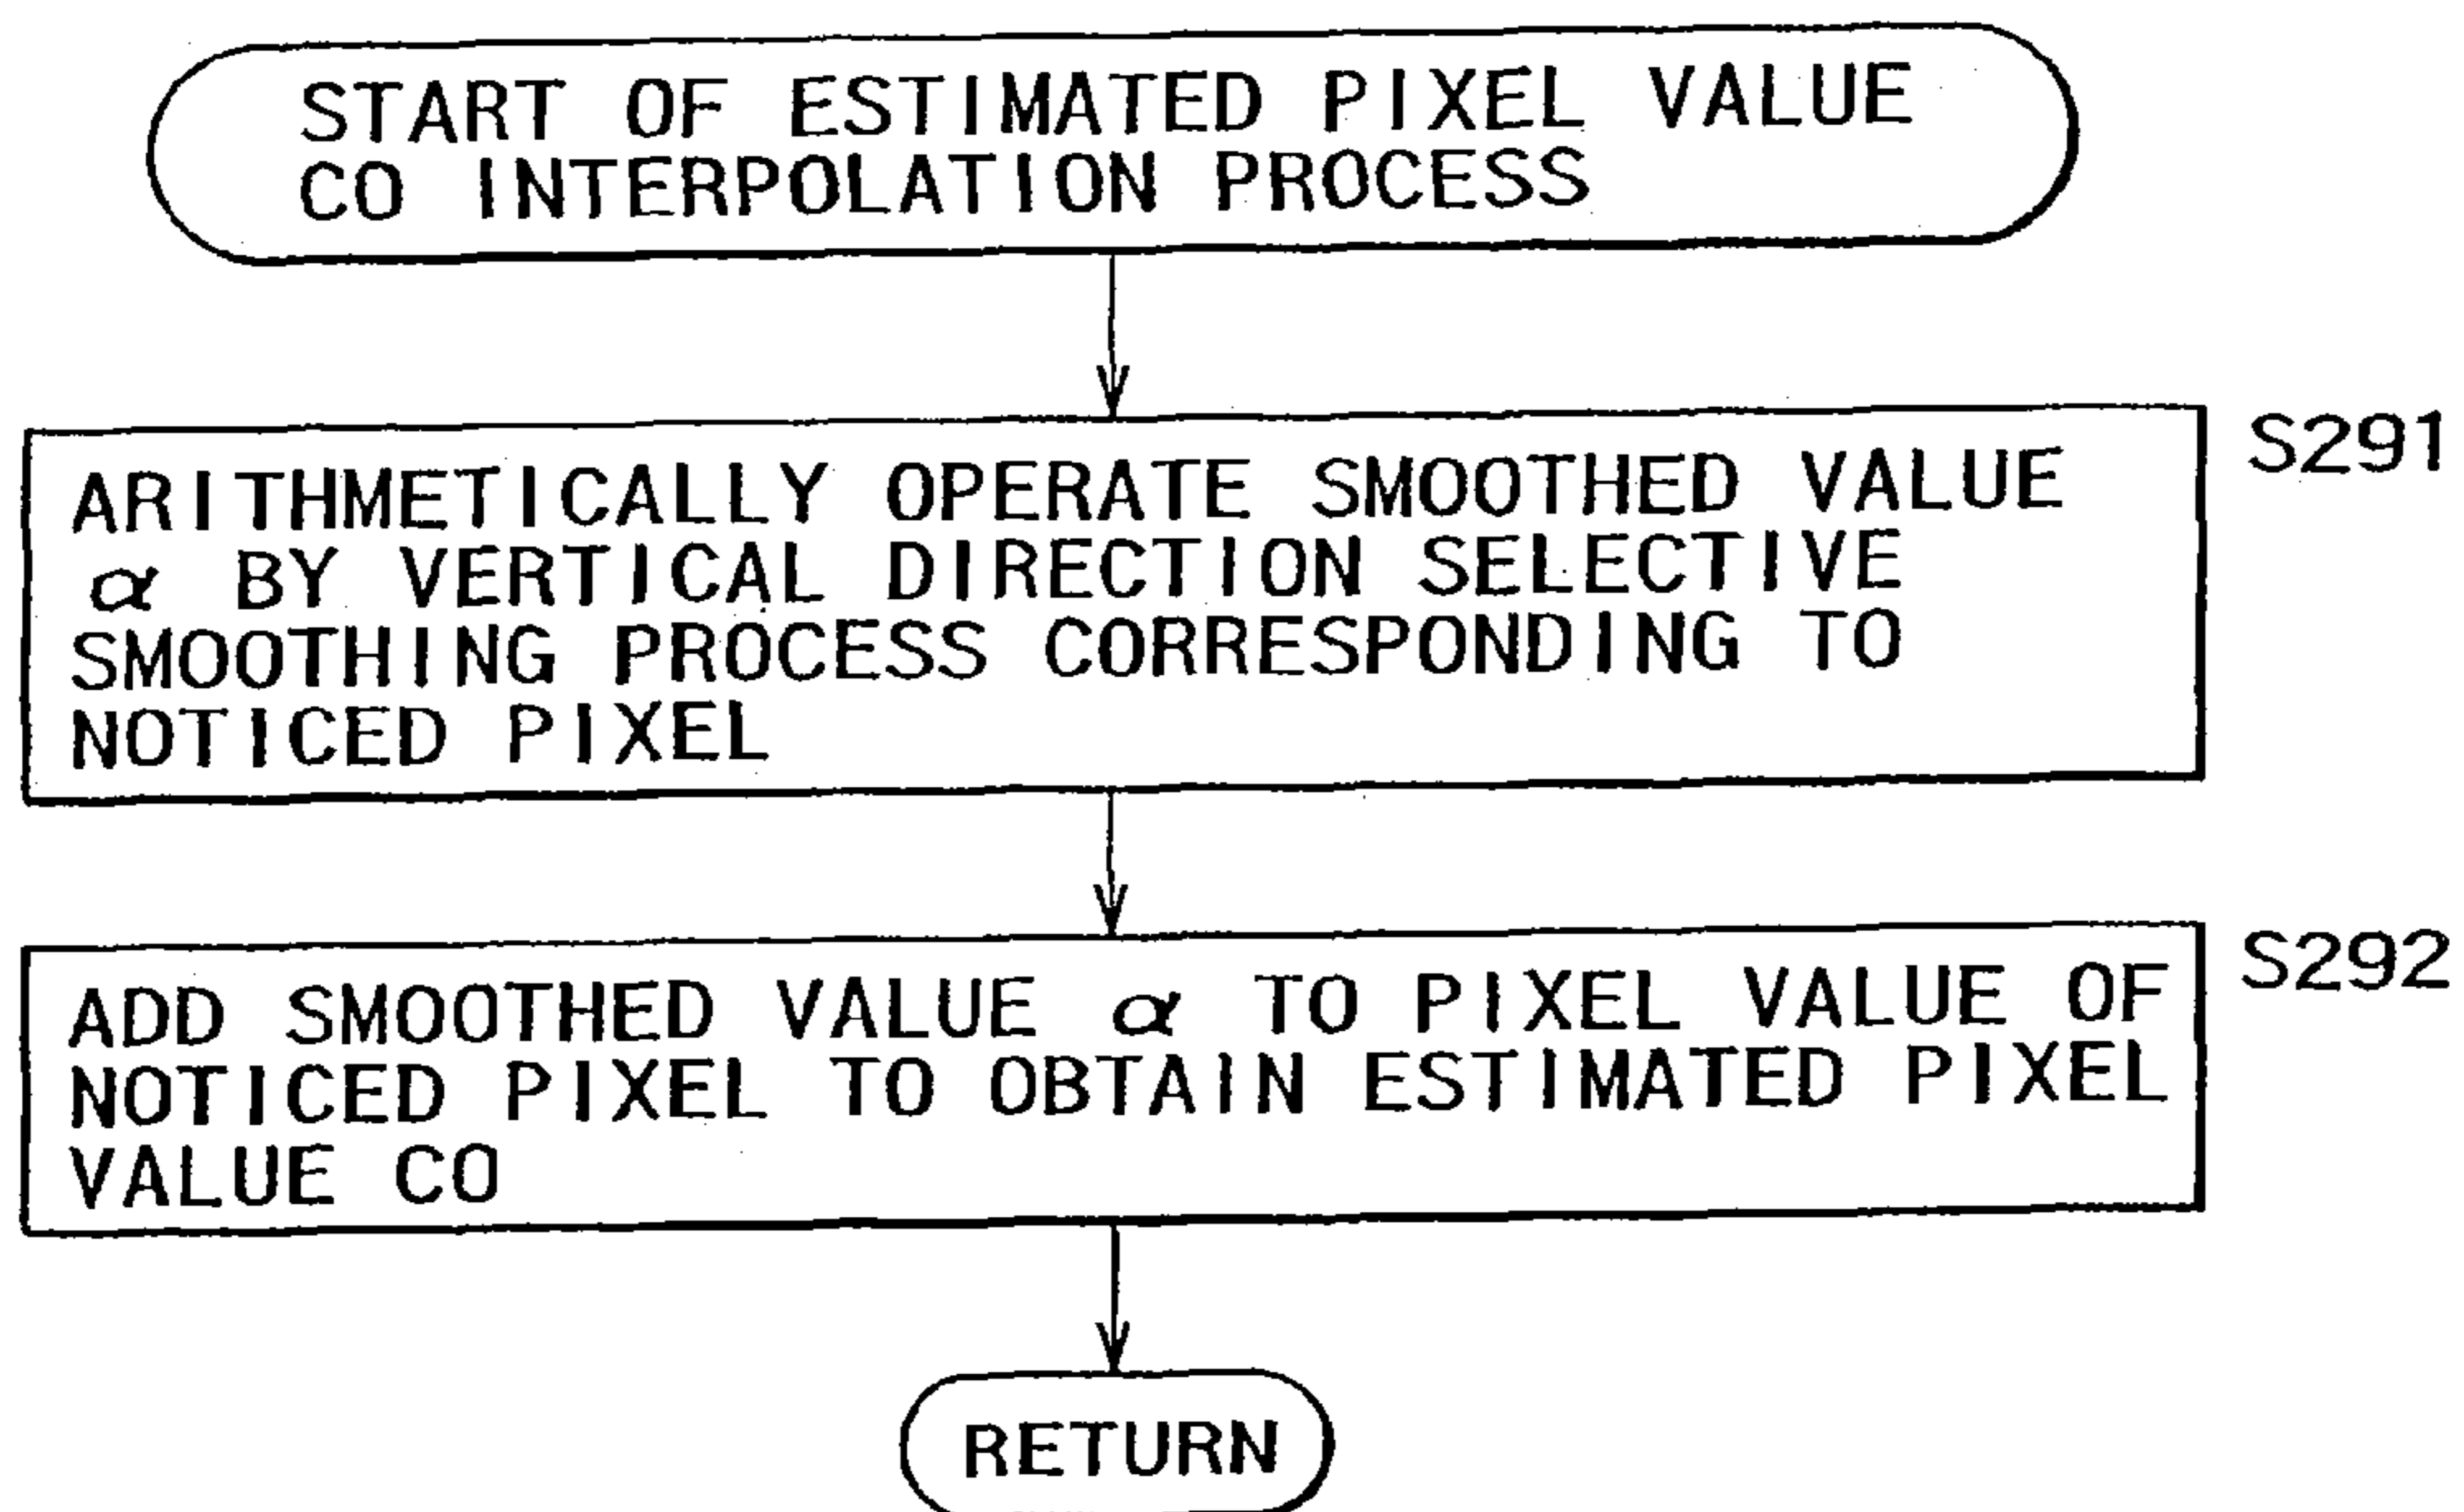 START OF ESTIMATED PIXEL VALUE
CO INTERPOLATION PROCESS
S291
ARITHMETICALLY OPERATE SMOOTHED VALUE
α BY VERTICAL DIRECTION SELECTIVE
SMOOTHING PROCESS CORRESPONDING TO
NOTICED PIXEL
S292
ADD SMOOTHED VALUE α TO PIXEL VALUE OF
NOTICED PIXEL TO OBTAIN ESTIMATED PIXEL
VALUE CO
RETURN